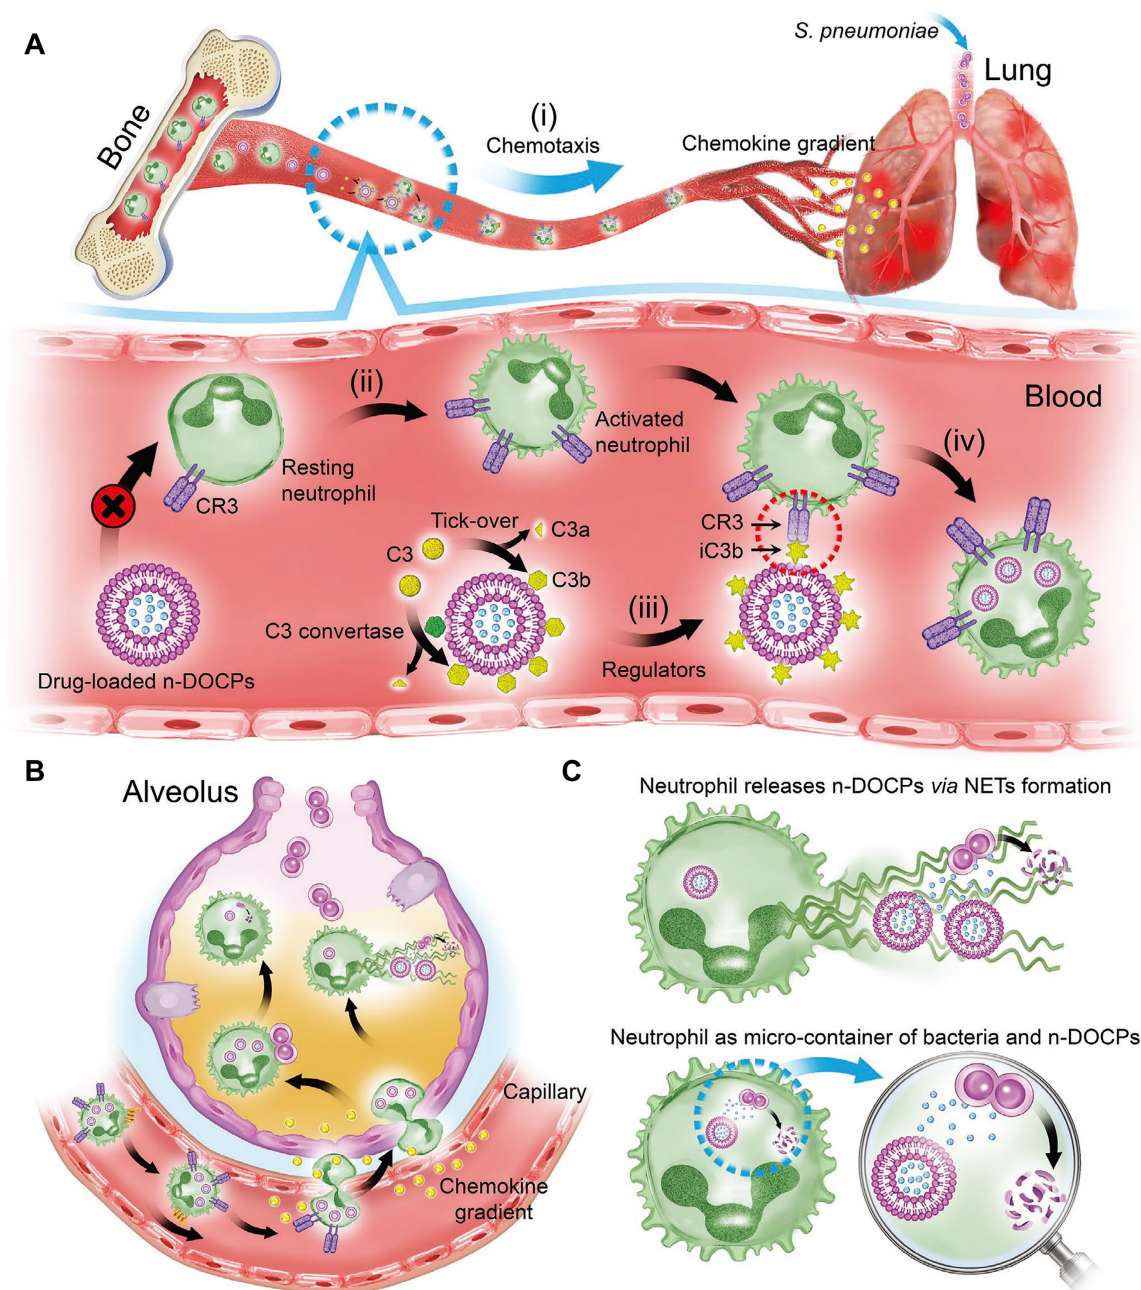 A
S. pneumoniae
Lung
Bone
(i)
Chemotaxis
Chemokine gradient
Blood
(ii)
Resting
neutrophil
CR3
Activated
neutrophil
(iv)
Tick-over
C3a
C3
C3b
C3 convertase
CR3
iC3b
(iii)
Regulators
Drug-loaded n-DOCPs
B
Alveolus
Capillary
Chemokine
gradient
C
Neutrophil releases n-DOCPs via NETs formation
Neutrophil as micro-container of bacteria and n-DOCPs